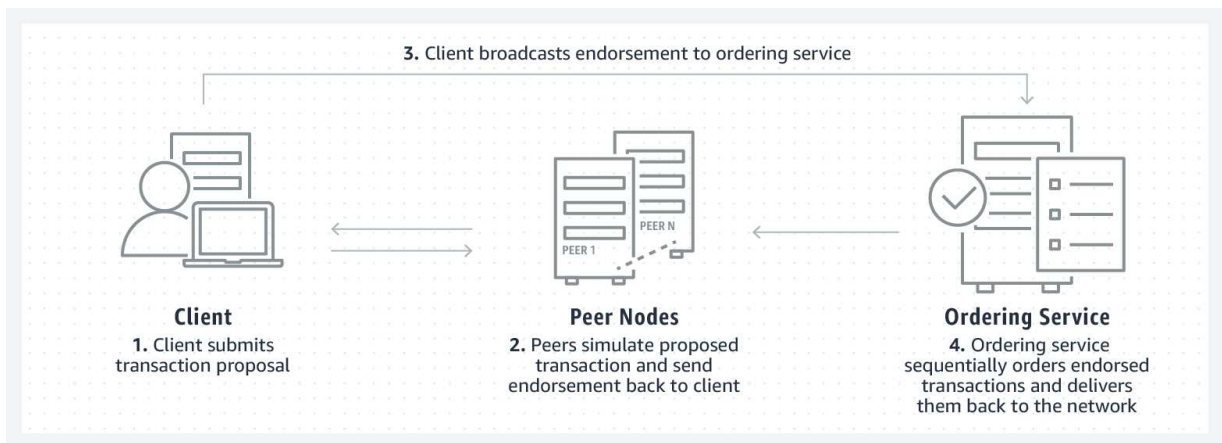 3. Client broadcasts endorsement to ordering service
PEER 1
PEER N
Client
1. Client submits
transaction proposal
Peer Nodes
2. Peers simulate proposed
transaction and send
endorsement back to client
Ordering Service
4. Ordering service
sequentially orders endorsed
transactions and delivers
them back to the network